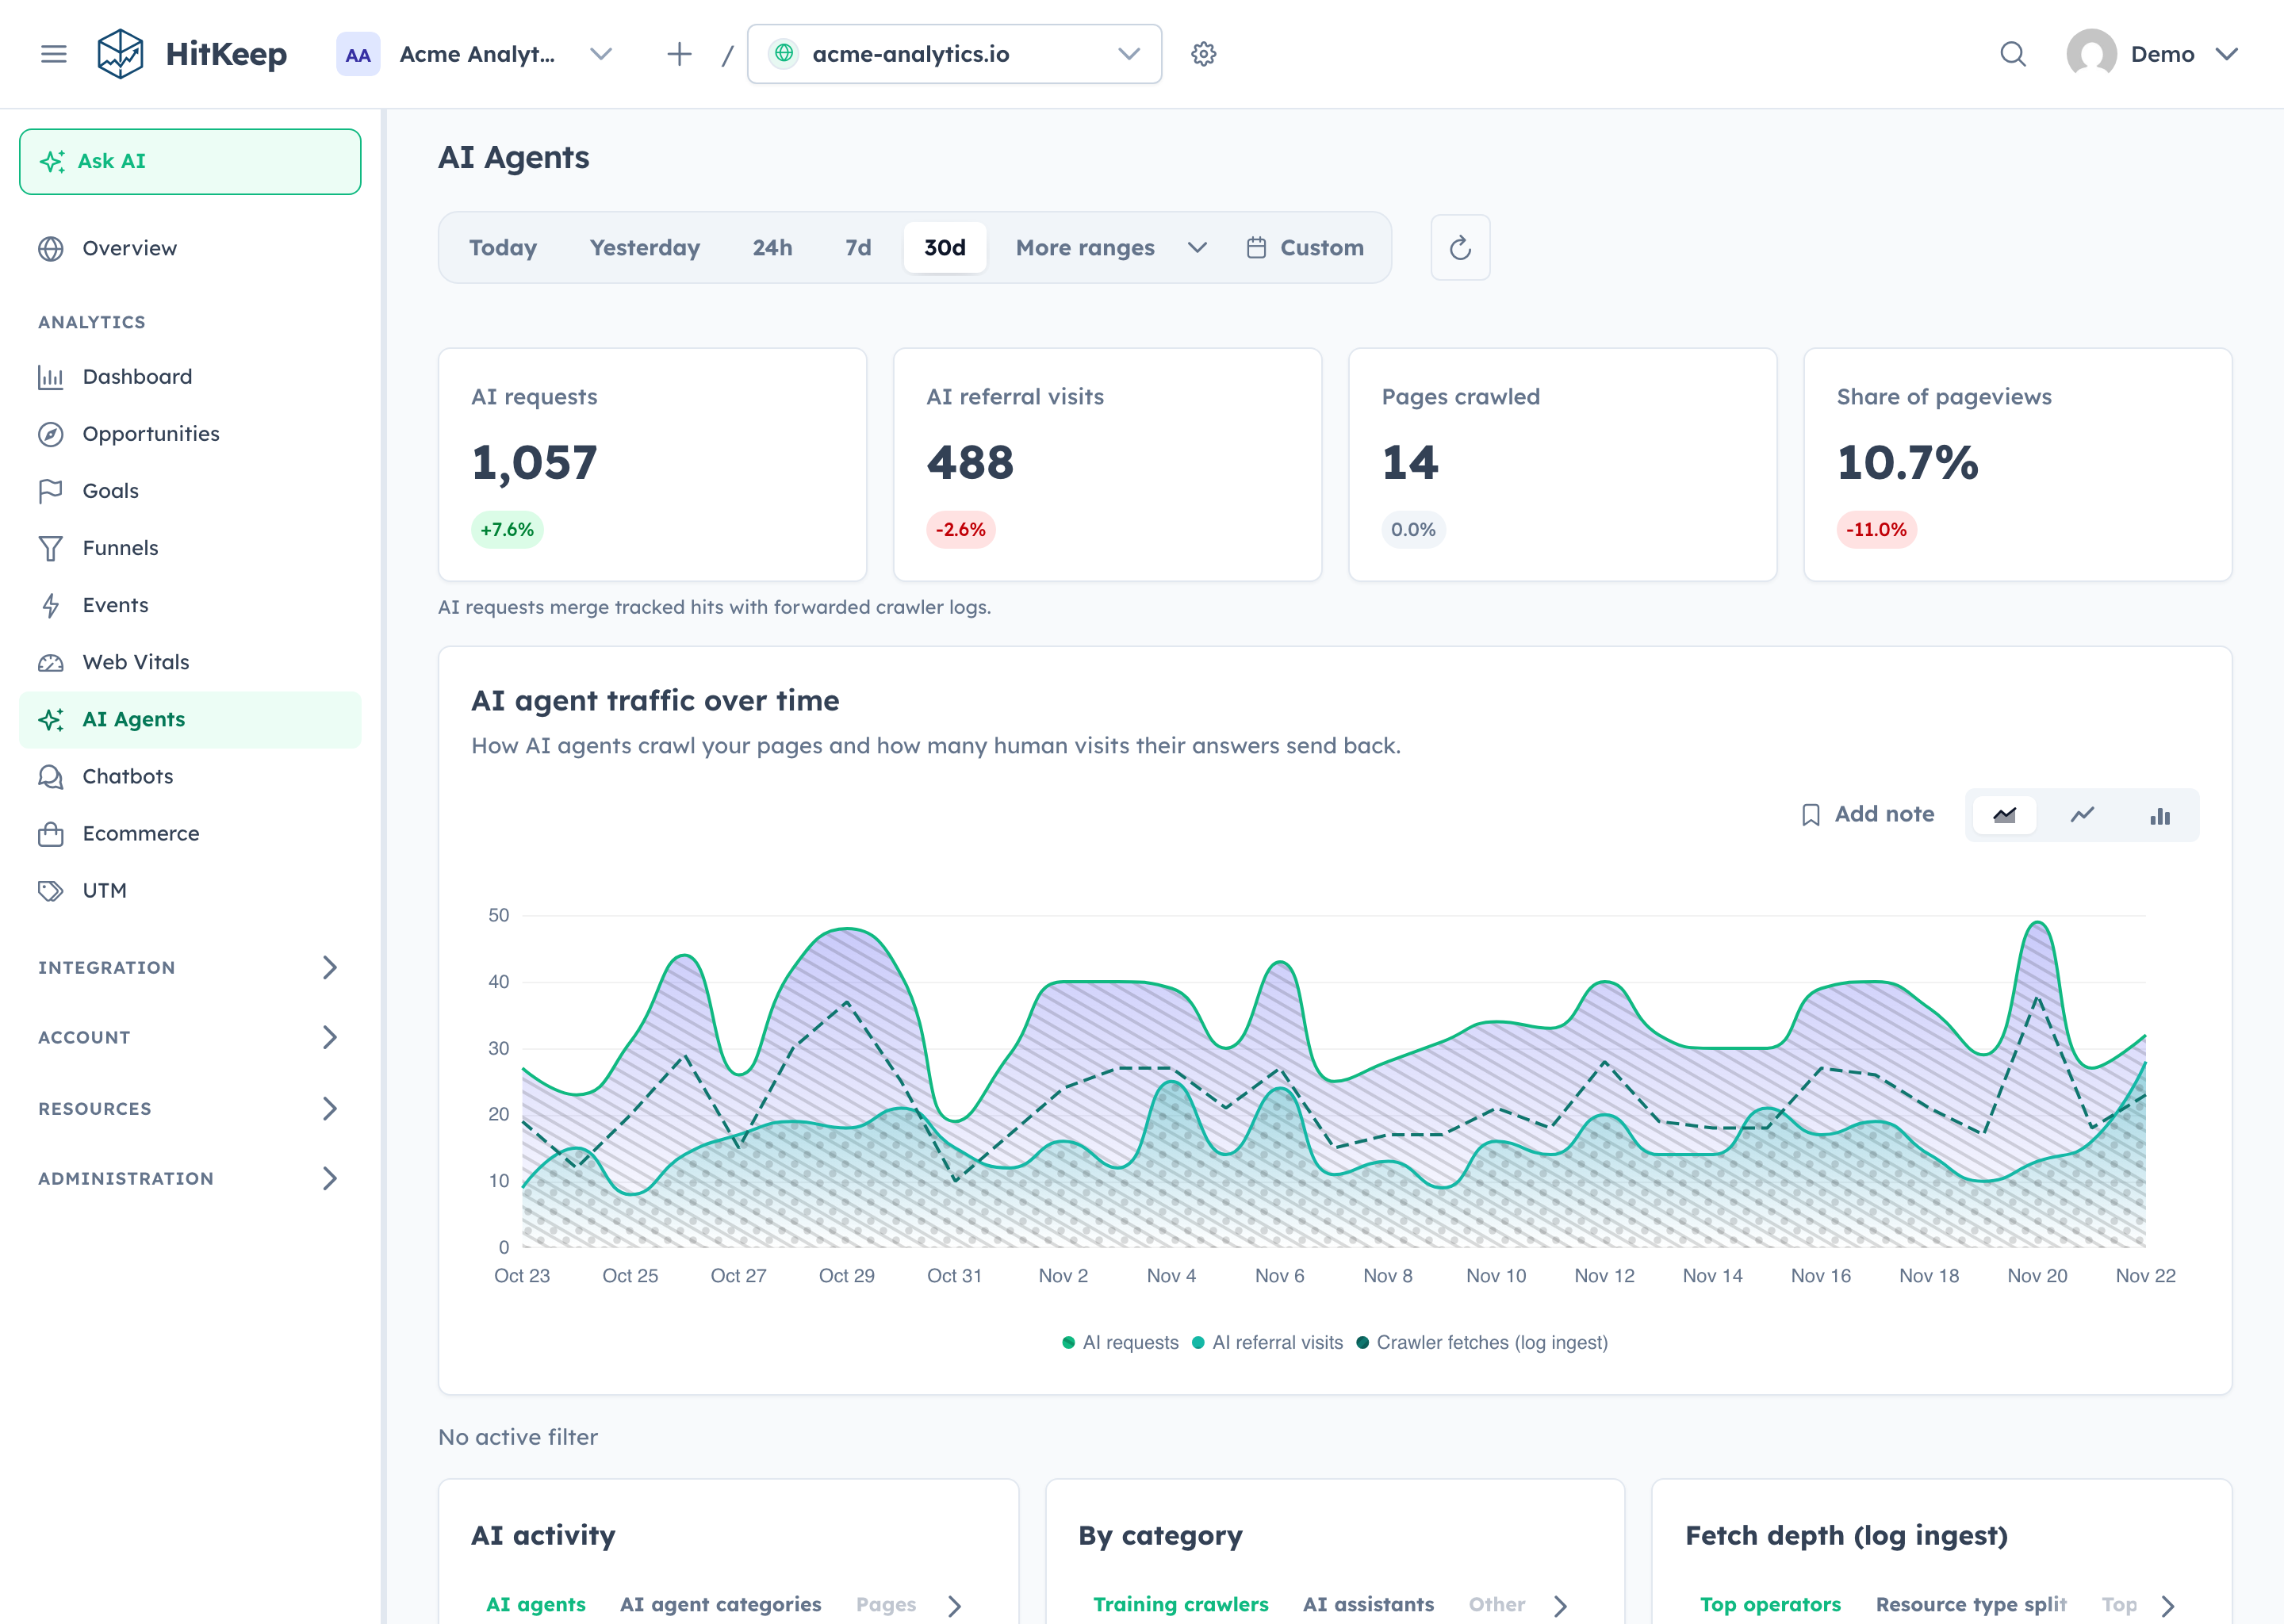 HitKeep
AA
Acme Analyt...
/
acme-analytics.io
Demo
Ask AI
Overview
ANALYTICS
Dashboard
Opportunities
Goals
Funnels
Events
Web Vitals
AI Agents
Chatbots
Ecommerce
UTM
INTEGRATION
ACCOUNT
RESOURCES
ADMINISTRATION
AI Agents
Today Yesterday 24h 7d 30d More ranges Custom
AI requests
1,057
+7.6%
AI referral visits
488
-2.6%
Pages crawled
14
0.0%
Share of pageviews
10.7%
-11.0%
AI requests merge tracked hits with forwarded crawler logs.
AI agent traffic over time
How AI agents crawl your pages and how many human visits their answers send back.
Add note
50
40
30
20
10
0
Oct 23 Oct 25 Oct 27 Oct 29 Oct 31 Nov 2 Nov 4 Nov 6 Nov 8 Nov 10 Nov 12 Nov 14 Nov 16 Nov 18 Nov 20 Nov 22
AI requests AI referral visits Crawler fetches (log ingest)
No active filter
AI activity
AI agents AI agent categories Pages
By category
Training crawlers AI assistants Other
Fetch depth (log ingest)
Top operators Resource type split Top